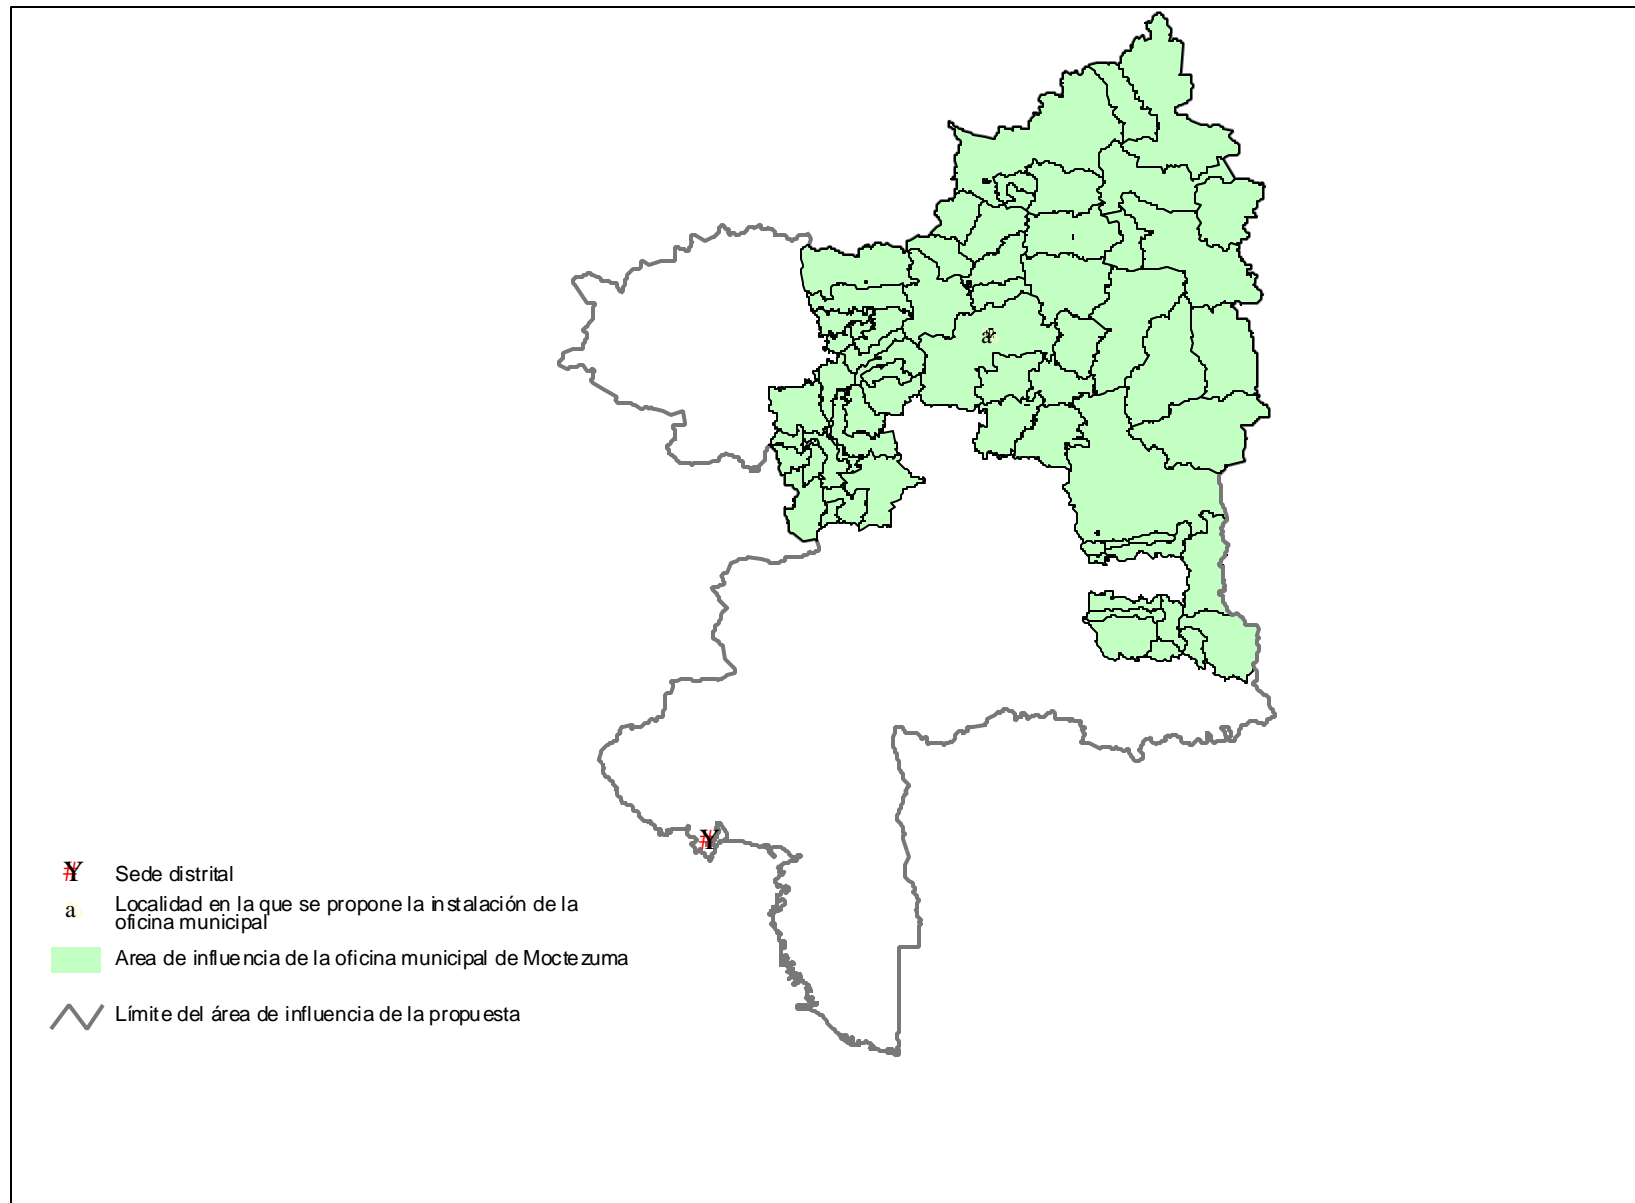 a
#Y
#Y Sede distrital
a Localidad en la que se propone la instalación de la
oficina municipal
Area de influencia de la oficina municipal de Moctezuma
Límite del área de influencia de la propuesta